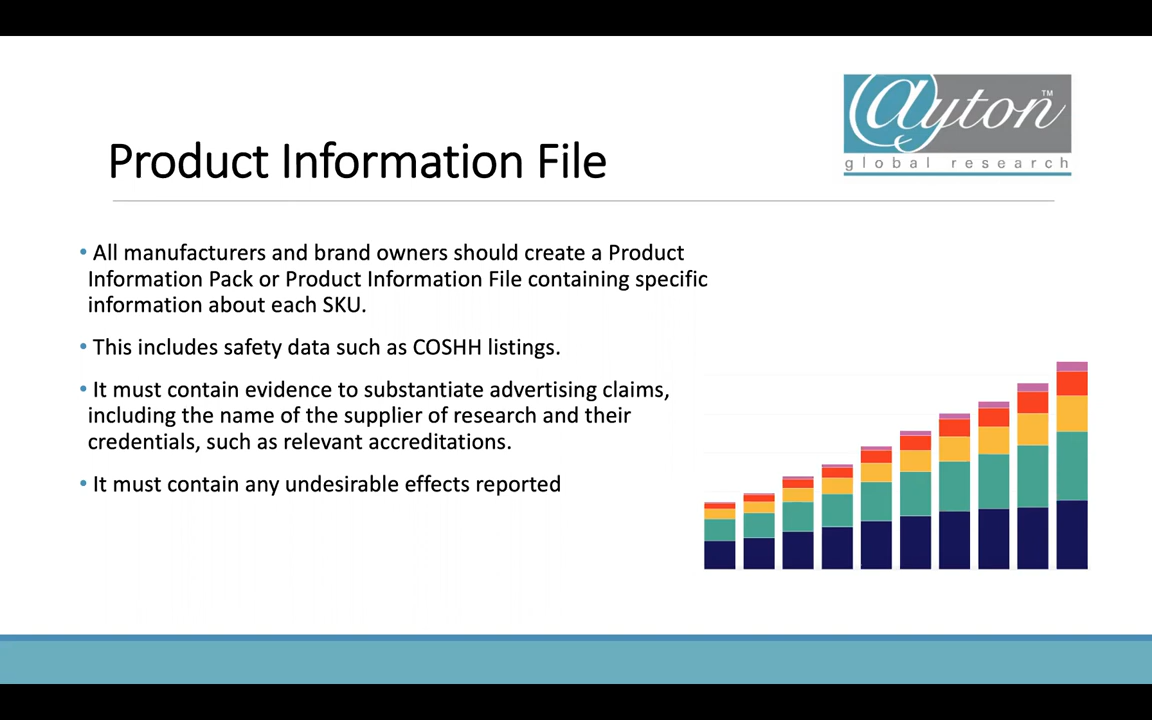 @yton™
global research
Product Information File
• All manufacturers and brand owners should create a Product
Information Pack or Product Information File containing specific
information about each SKU.
• This includes safety data such as COSHH listings.
• It must contain evidence to substantiate advertising claims,
including the name of the supplier of research and their
credentials, such as relevant accreditations.
• It must contain any undesirable effects reported